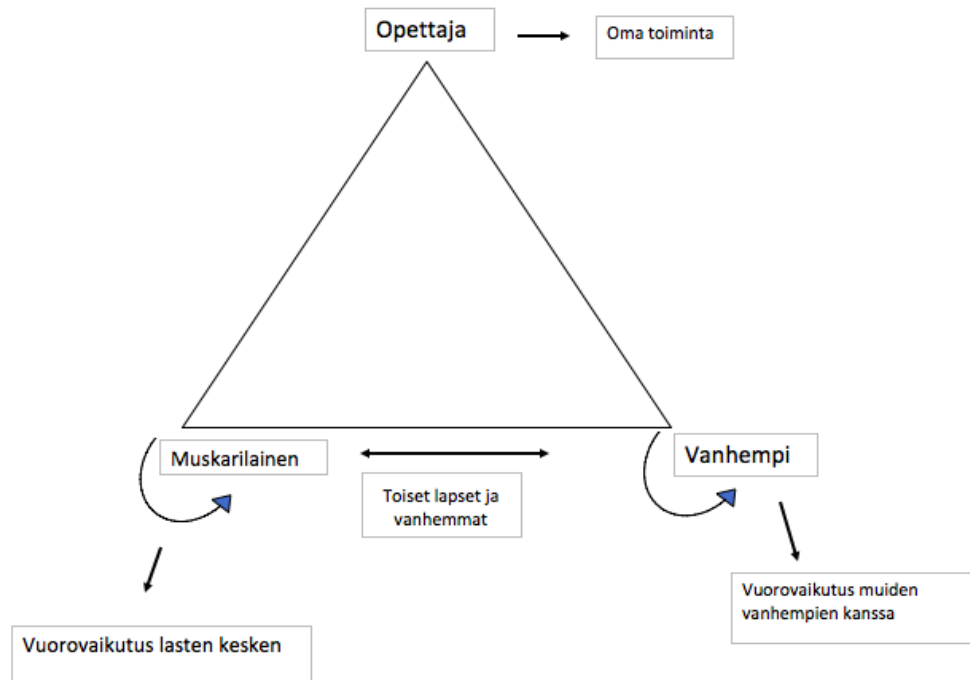 Opettaja
Oma toiminta
Muskarilainen
Vanhempi
Toiset lapset ja
vanhemmat
Vuorovaikutus muiden
vanhempien kanssa
Vuorovaikutus lasten kesken